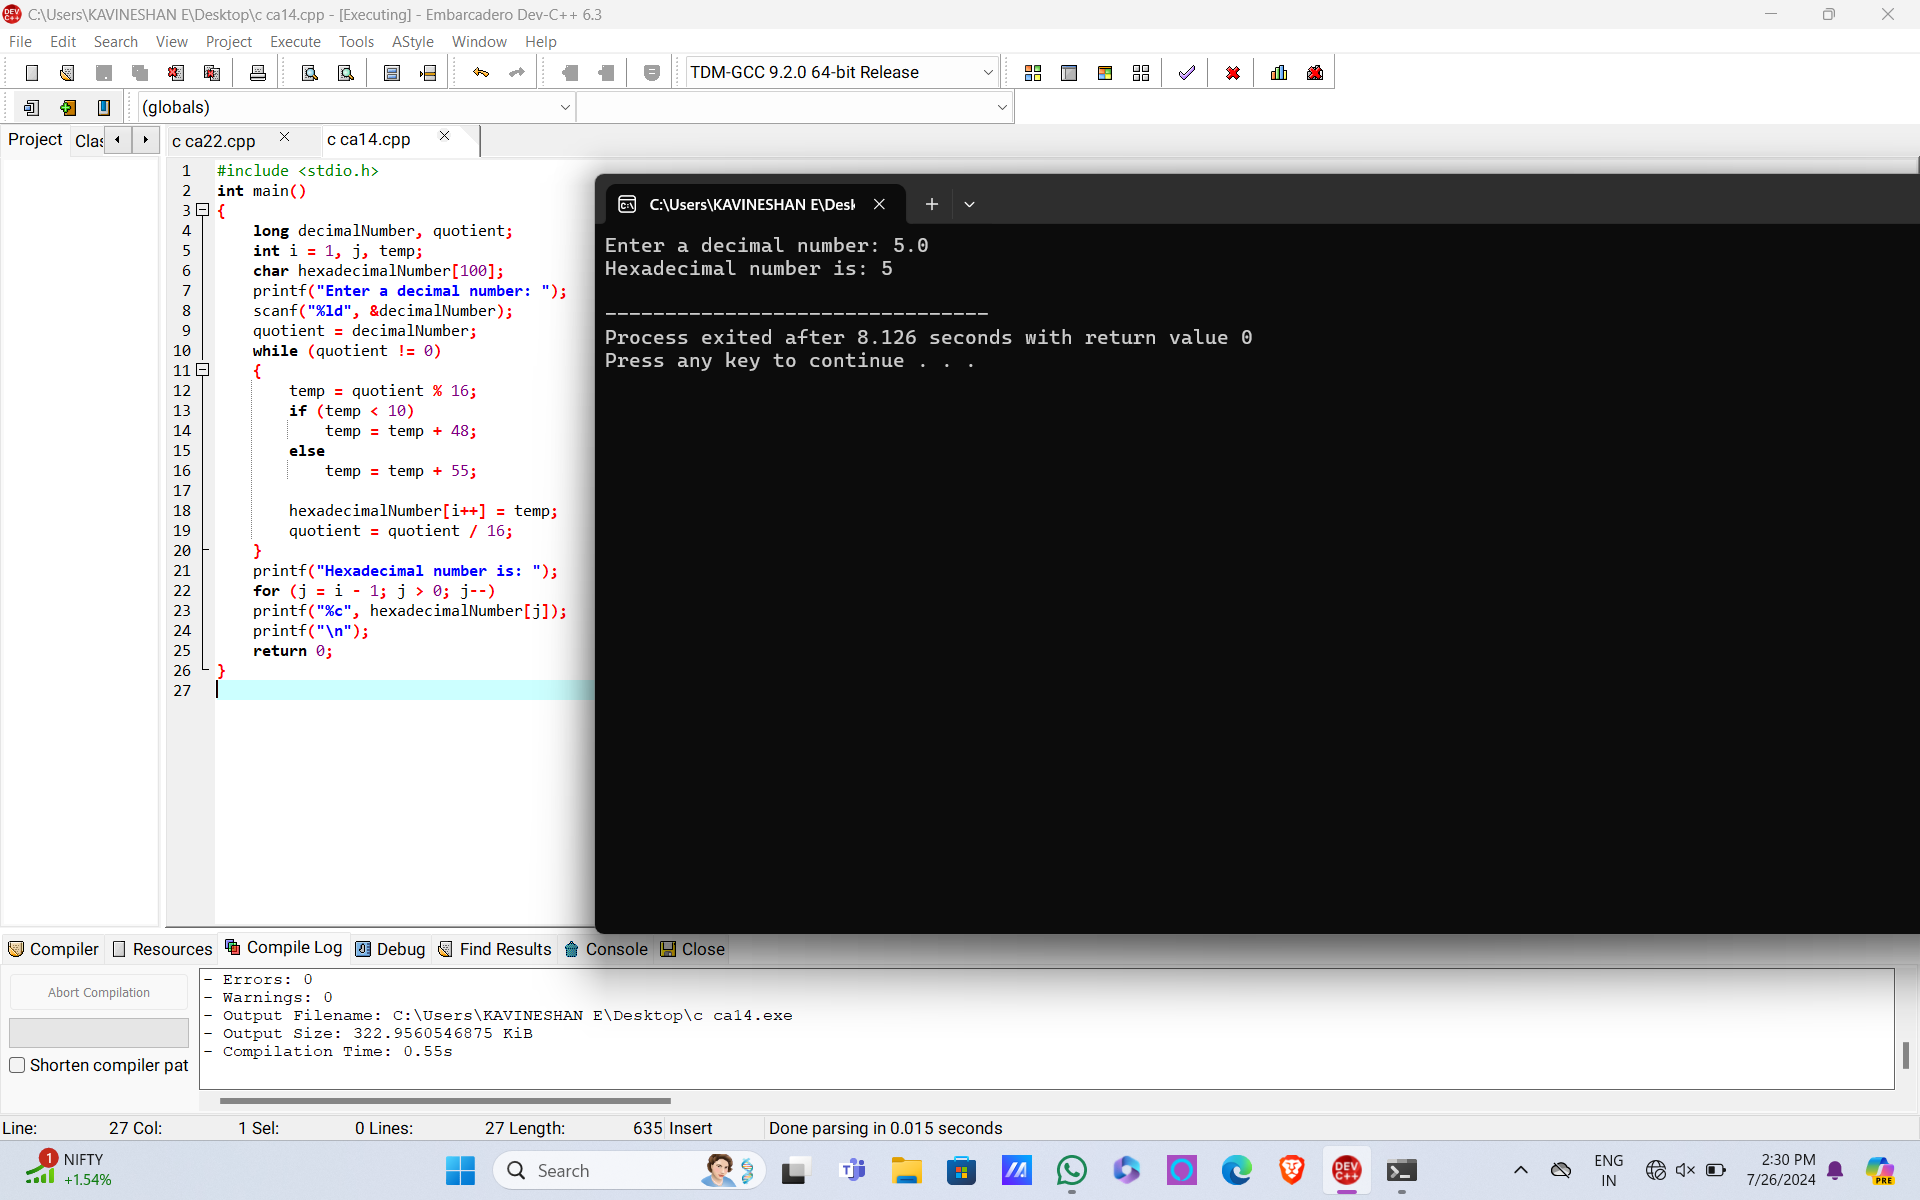 C:\Users\KAVINESHAN E\Desktop\c ca14.cpp - [Executing] - Embarcadero Dev-C++ 6.3
File Edit Search View Project Execute Tools AStyle Window Help
TDM-GCC 9.2.0 64-bit Release
(globals)
Project Clas c ca22.cpp c ca14.cpp
1 #include <stdio.h>
2 int main()
3 {
4 long decimalNumber, quotient;
5 int i = 1, j, temp;
6 char hexadecimalNumber[100];
7 printf("Enter a decimal number: ");
8 scanf("%ld", &decimalNumber);
9 quotient = decimalNumber;
10 while (quotient != 0)
11 {
12 temp = quotient % 16;
13 if (temp < 10)
14 temp = temp + 48;
15 else
16 temp = temp + 55;
17
18 hexadecimalNumber[i++] = temp;
19 quotient = quotient / 16;
20 }
21 printf("Hexadecimal number is: ");
22 for (j = i - 1; j > 0; j--)
23 printf("%c", hexadecimalNumber[j]);
24 printf("\n");
25 return 0;
26 }
27
C:\Users\KAVINESHAN E\Desk
Enter a decimal number: 5.0
Hexadecimal number is: 5
--------------------------------
Process exited after 8.126 seconds with return value 0
Press any key to continue . . .
Compiler Resources Compile Log Debug Find Results Console Close
Abort Compilation
Shorten compiler pat
- Errors: 0
- Warnings: 0
- Output Filename: C:\Users\KAVINESHAN E\Desktop\c ca14.exe
- Output Size: 322.9560546875 KiB
- Compilation Time: 0.55s
Line: 27 Col: 1 Sel: 0 Lines: 27 Length: 635 Insert Done parsing in 0.015 seconds
1 NIFTY
+1.54%
Search
DEV C++
ENG
IN
2:30 PM
7/26/2024
PRE